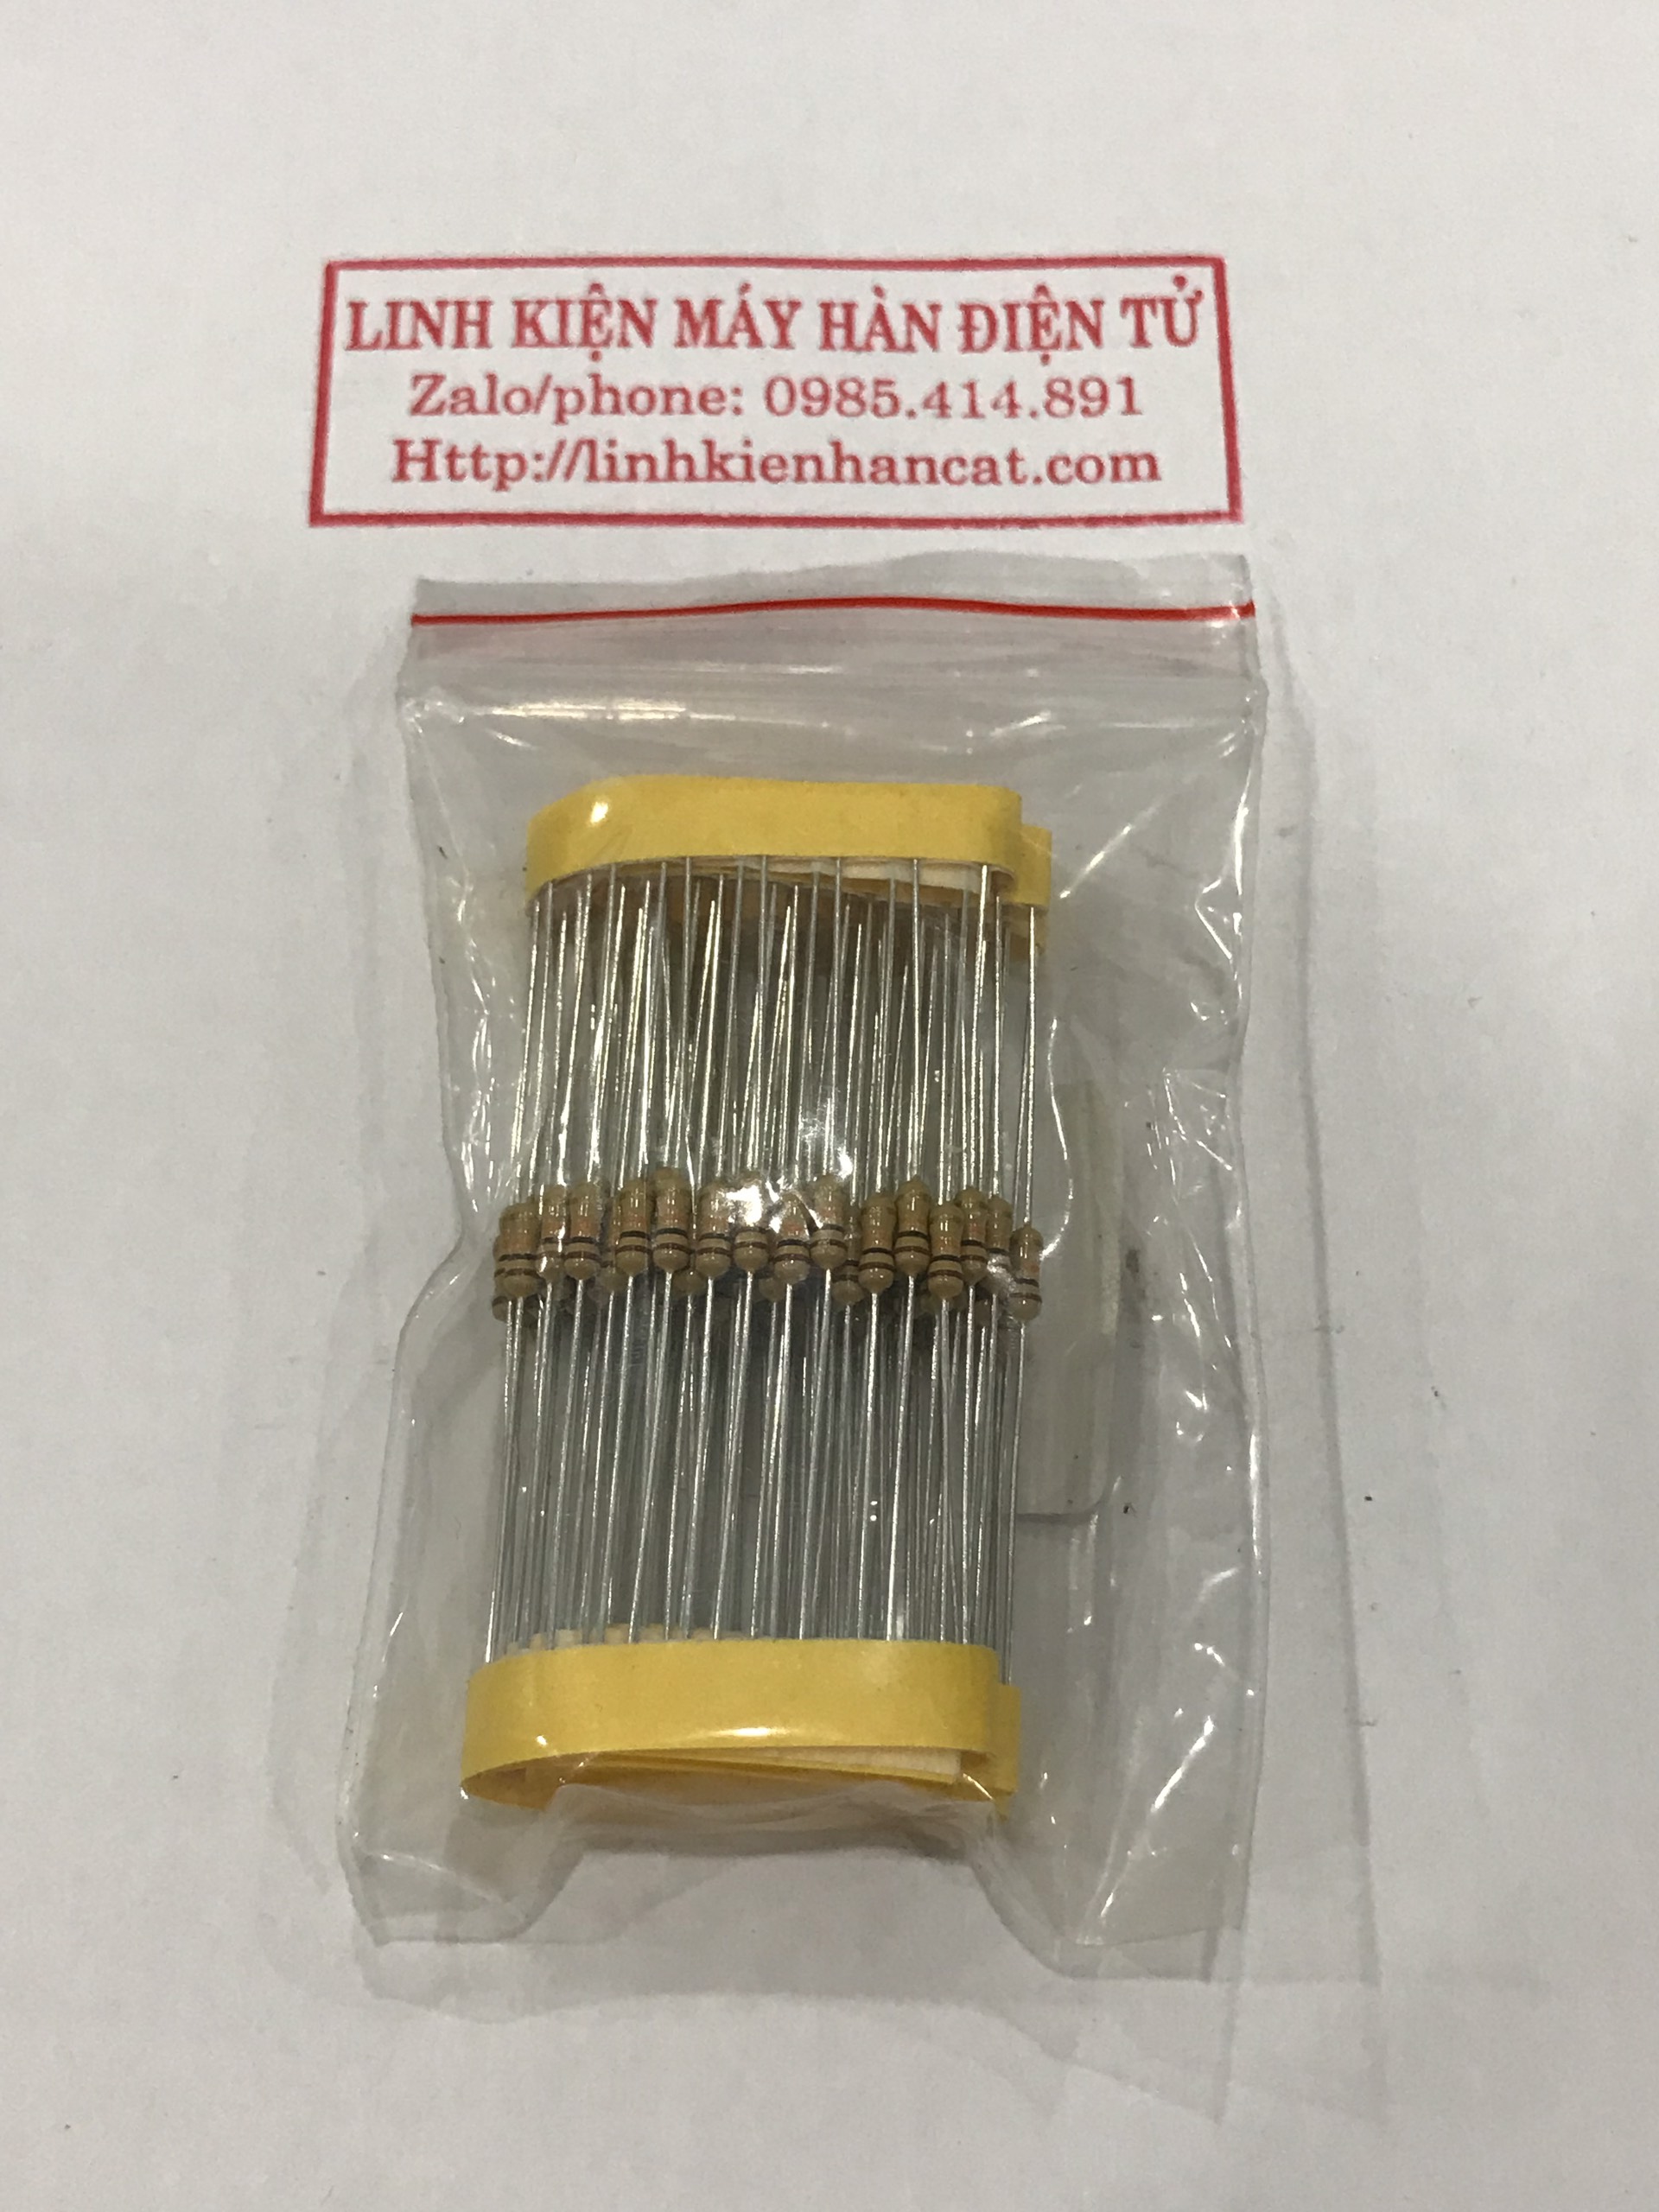 LINH KIỆN MÁY HÀN ĐIỆN TỬ
Zalo/phone: 0985.414.891
Http://linhkienhancat.com